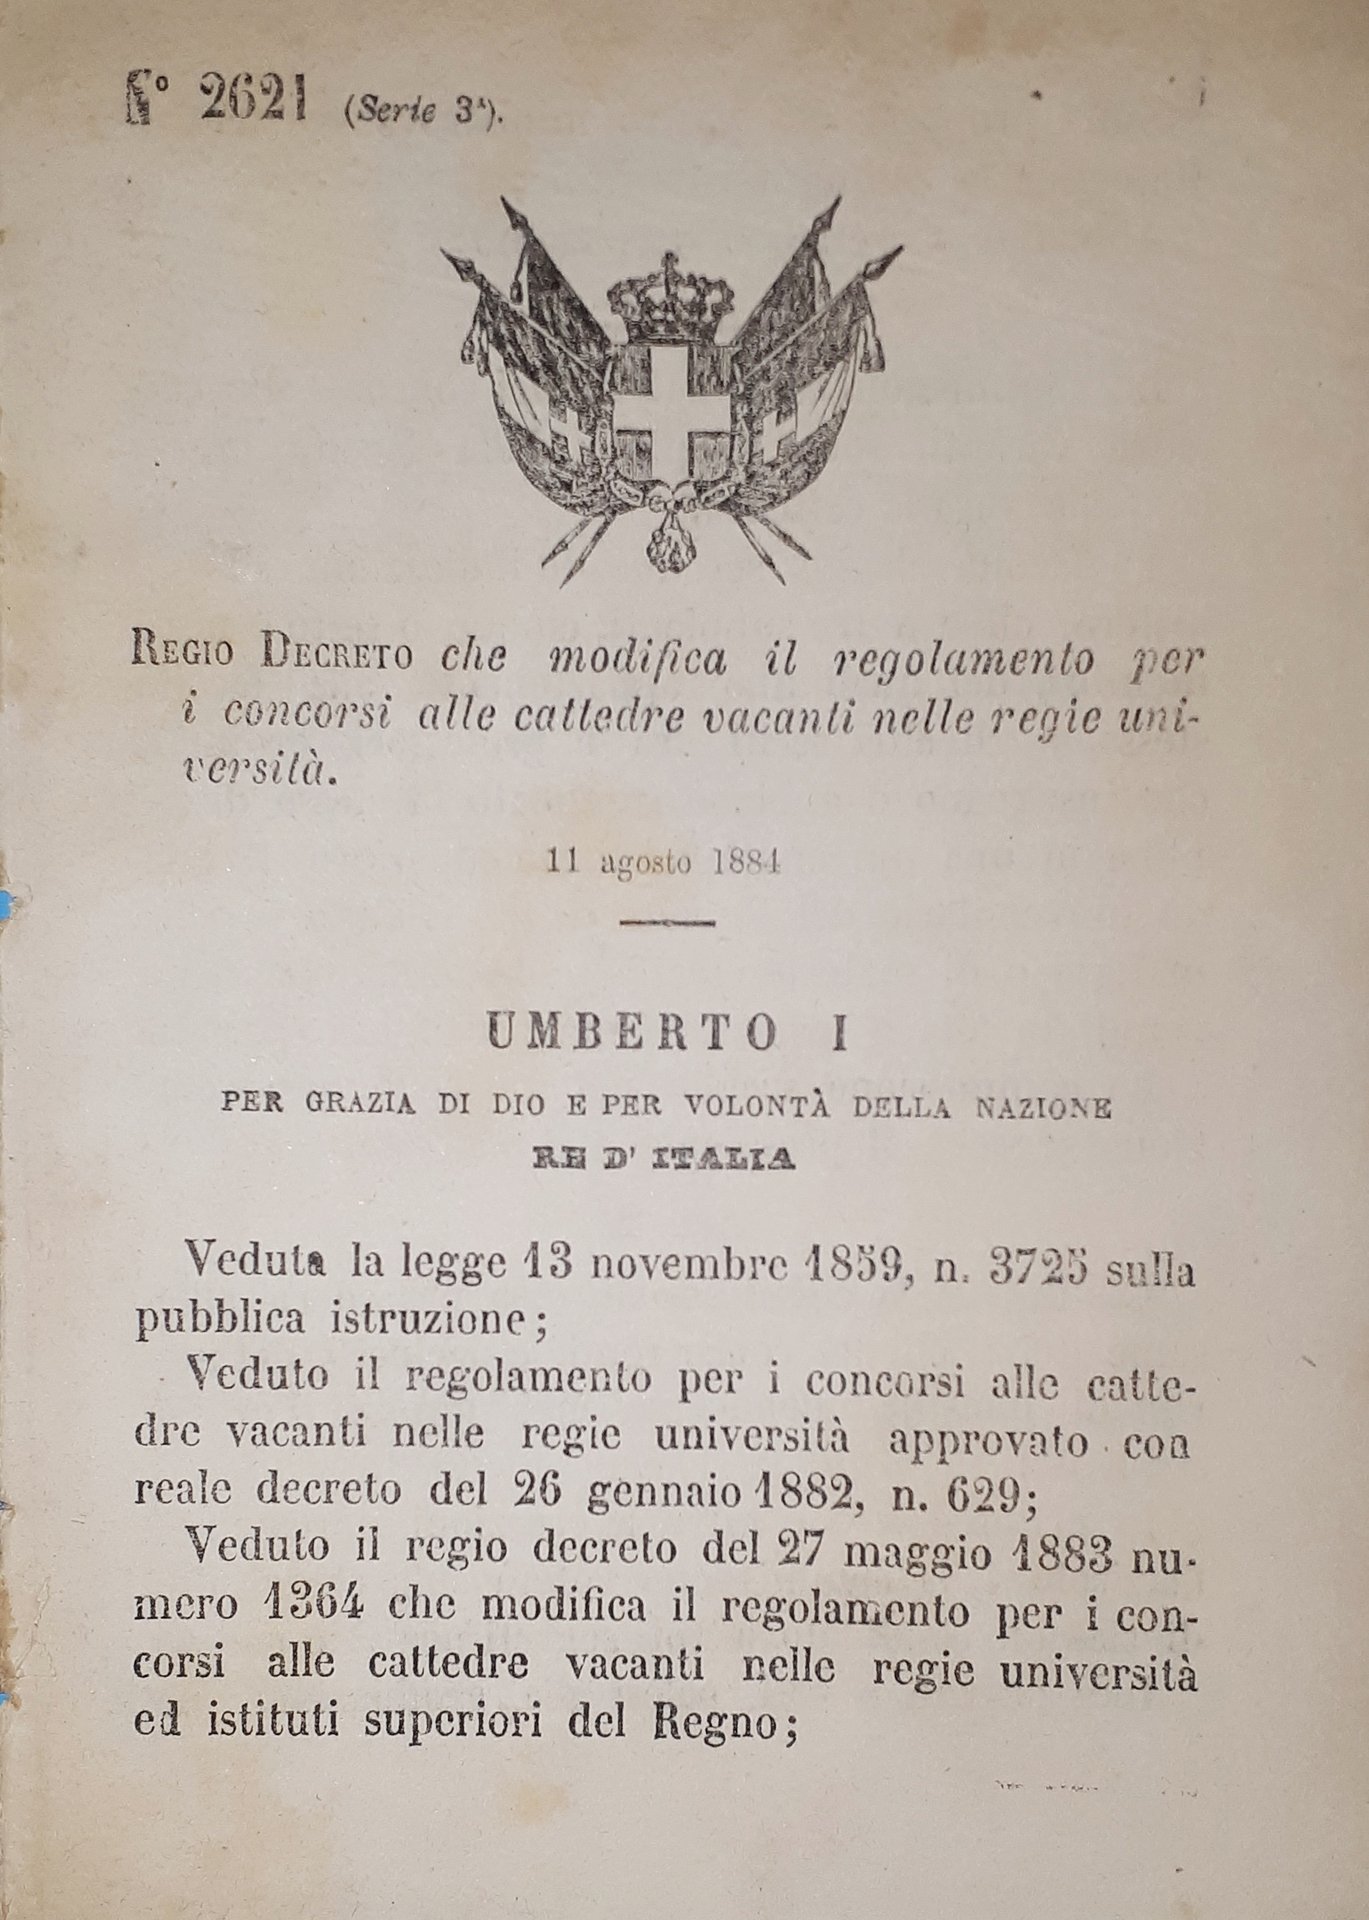 N° 2621 (Serie 3ª).
REGIO DECRETO che modifica il regolamento per
i concorsi alle cattedre vacanti nelle regie uni-
versità.
11 agosto 1884
UMBERTO I
PER GRAZIA DI DIO E PER VOLONTÀ DELLA NAZIONE
RE D' ITALIA
Veduta la legge 13 novembre 1859, n. 3725 sulla
pubblica istruzione;
Veduto il regolamento per i concorsi alle catte-
dre vacanti nelle regie università approvato con
reale decreto del 26 gennaio 1882, n. 629;
Veduto il regio decreto del 27 maggio 1883 nu-
mero 1364 che modifica il regolamento per i con-
corsi alle cattedre vacanti nelle regie università
ed istituti superiori del Regno;